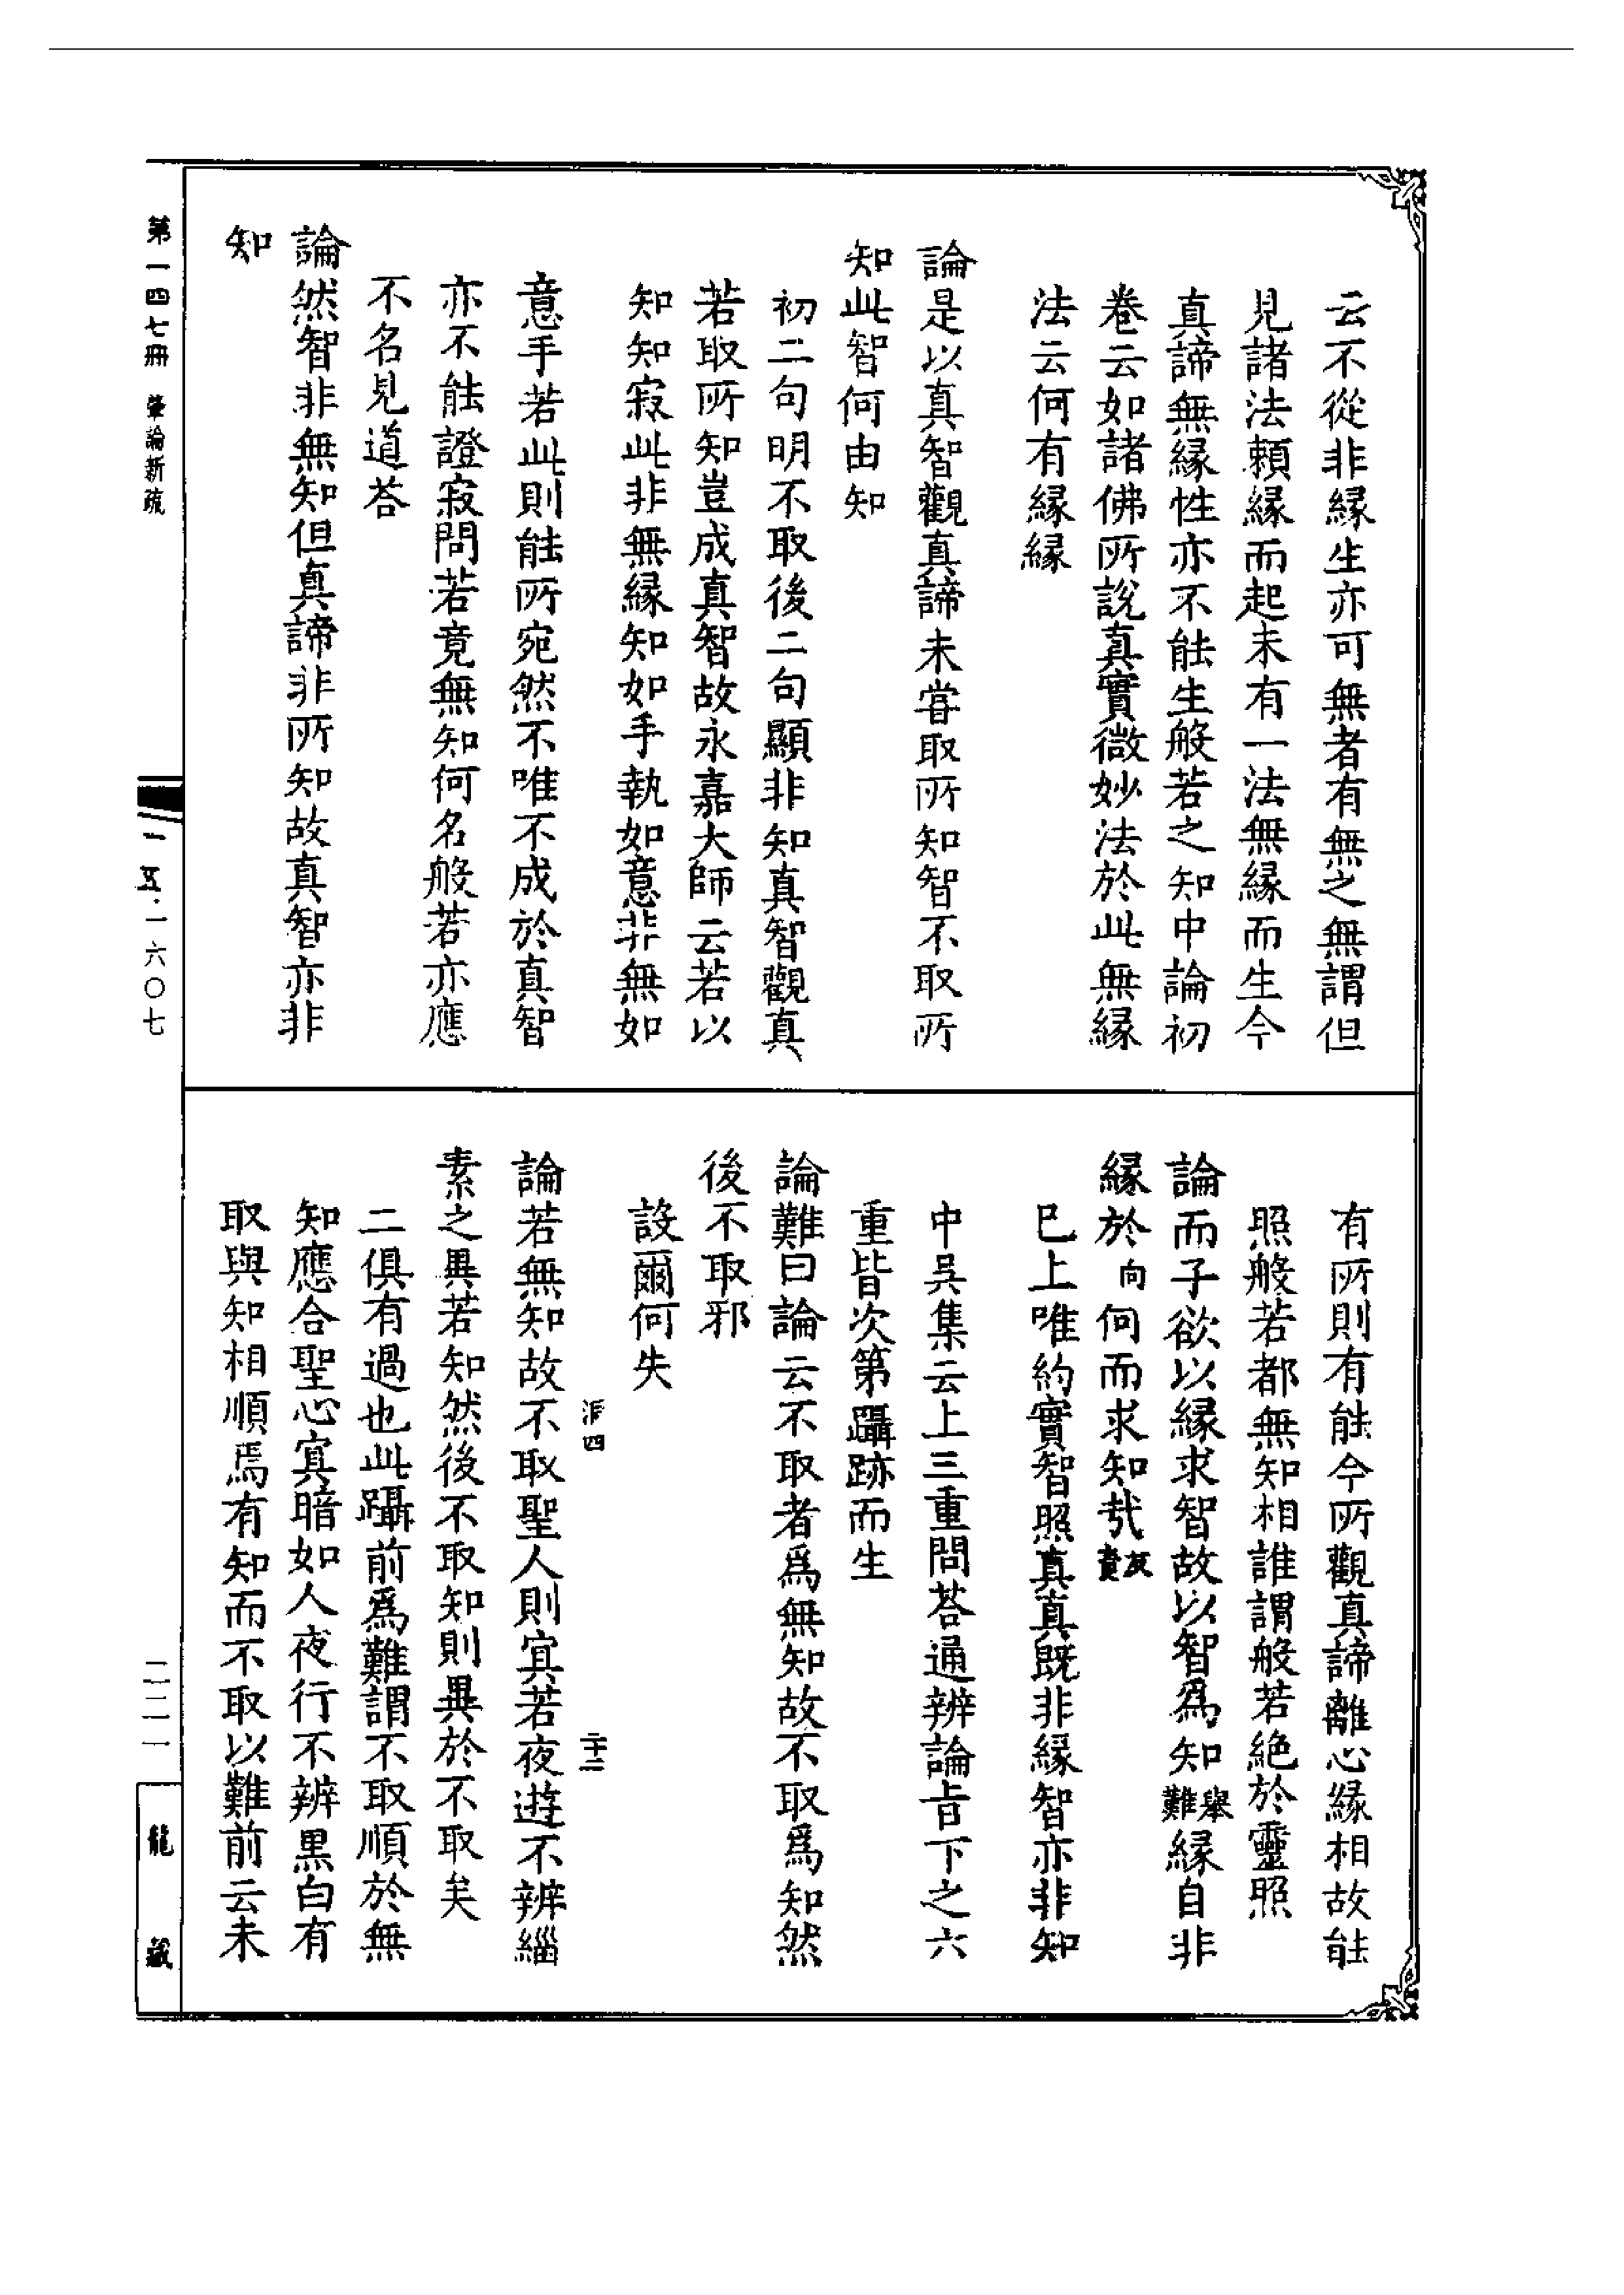 云不從非緣生亦可無者有無之無謂但
見諸法賴緣而起未有一法無緣而生今
真諦無緣性亦不能生般若之知中論初
卷云如諸佛所說真實微妙法於此無緣
法云何有緣緣
論是以真智觀真諦未甞取所知智不取所
知此智何由知
初二句明不取後二句顯非知真智觀真
若取所知豈成真智故永嘉大師云若以
知知寂此非無緣知如手執如意非無如
意手若此則能所宛然不唯不成於真智
亦不能證寂問若竟無知何名般若亦應
不名見道荅
論然智非無知但真諦非所知故真智亦非
知
有所則有能今所觀真諦離心緣相故能
照般若都無知相誰謂般若絕於靈照
論而子欲以緣求智故以智為知舉難緣自非
緣於向何而求知㢤反責
已上唯約實智照真真既非緣智亦非知
中吳集云上三重問荅通辨論旨下之六
重皆次第躡跡而生
論難曰論云不取者為無知故不取為知然
後不取邪
設爾何失
論若無知故不取聖人則冥若夜遊不辨緇
素之異若知然後不取知則異於不取矣
二俱有過也此躡前為難謂不取順於無
知應合聖心冥暗如人夜行不辨黑白有
取與知相順焉有知而不取以難前云未
派四
二十二
第一四七冊
肇論新疏
一五·一六〇七
二二一
龍藏